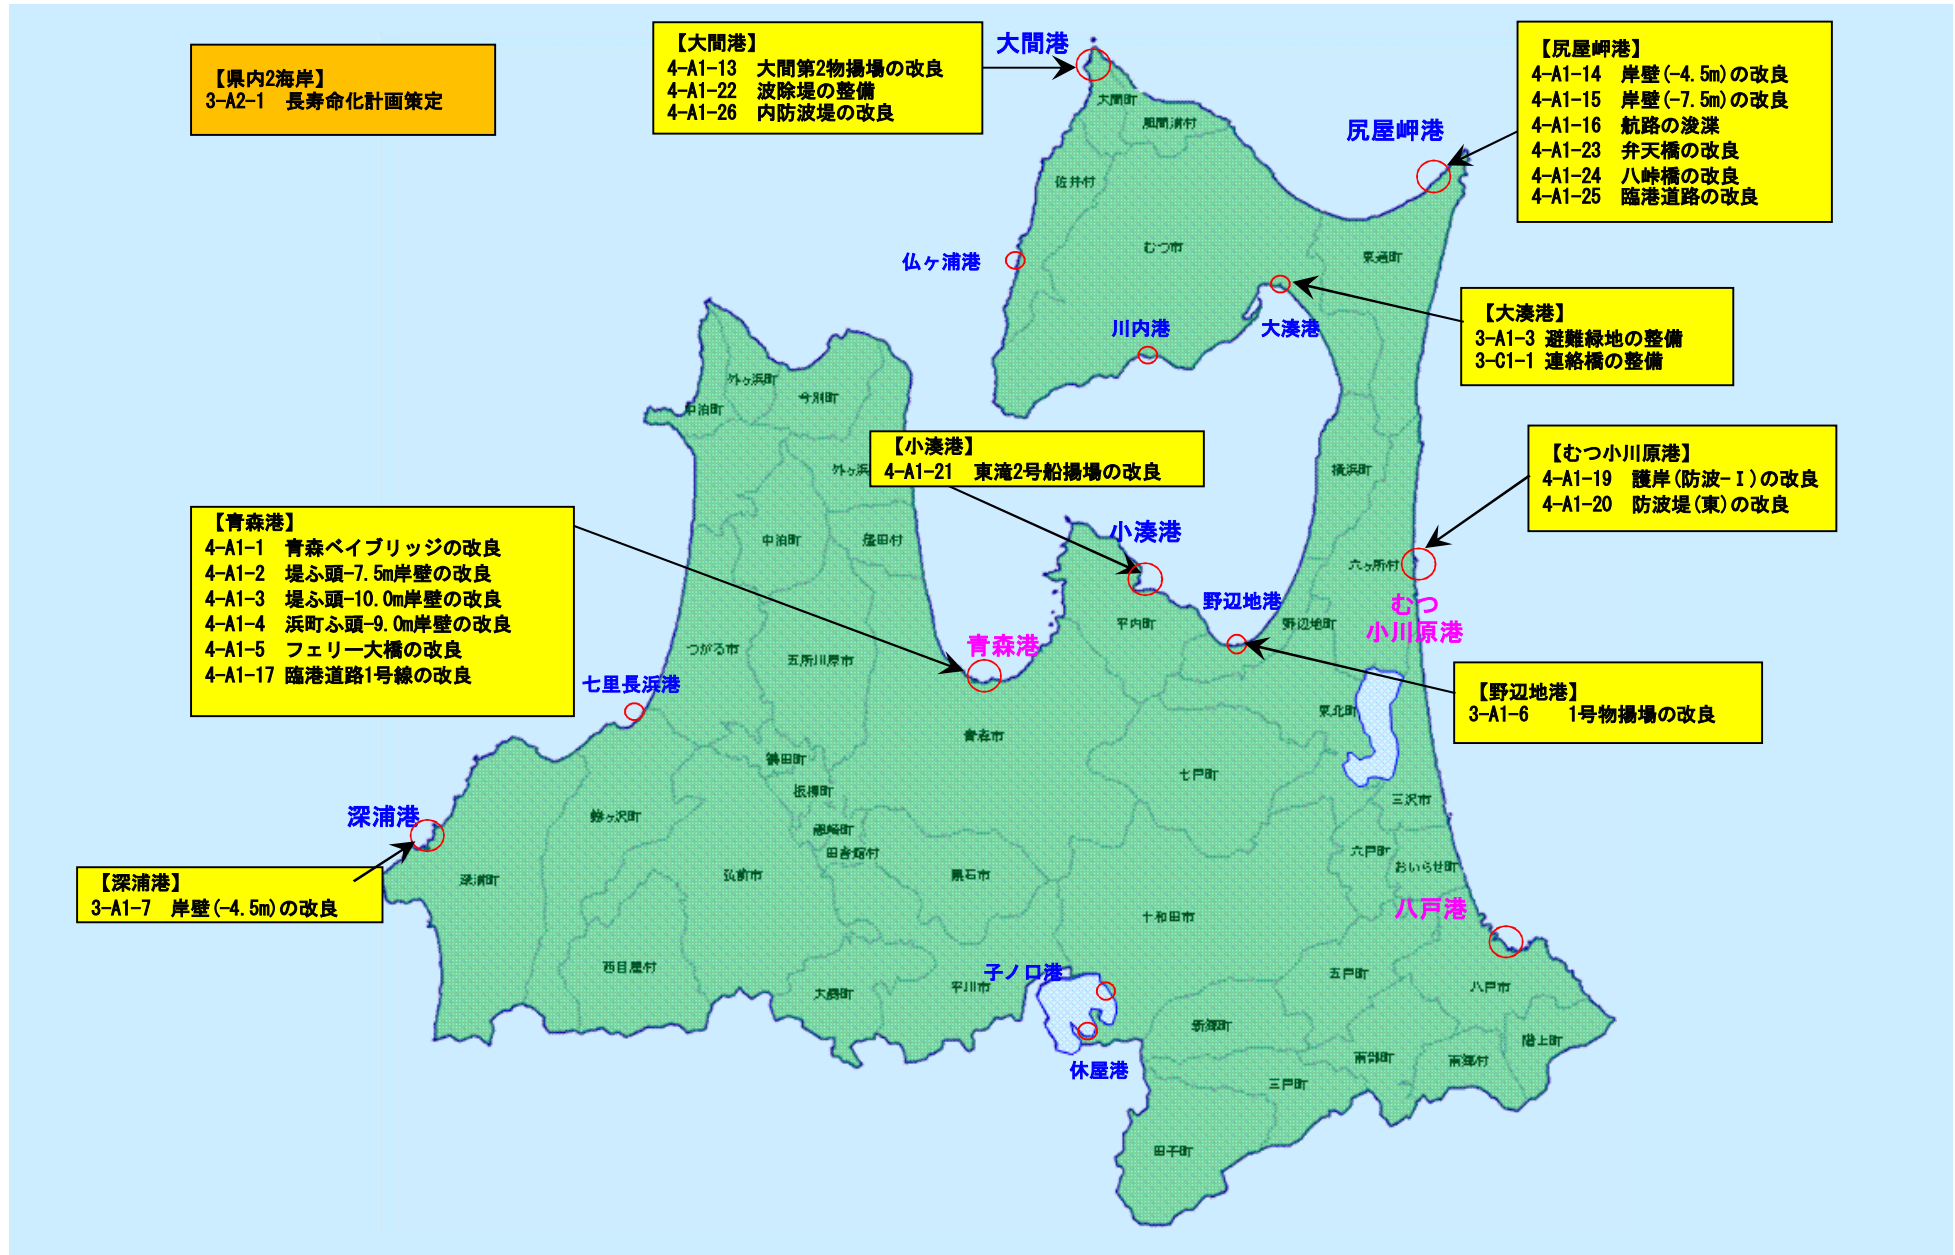 【県内2海岸】
3-A2-1 長寿命化計画策定
【大間港】
4-A1-13 大間第2物揚場の改良
4-A1-22 波除堤の整備
4-A1-26 内防波堤の改良
大間港
【尻屋岬港】
4-A1-14 岸壁(-4.5m)の改良
4-A1-15 岸壁(-7.5m)の改良
4-A1-16 航路の浚渫
4-A1-23 弁天橋の改良
4-A1-24 八峠橋の改良
4-A1-25 臨港道路の改良
尻屋岬港
大間町
風間浦村
佐井村
むつ市
東通町
仏ヶ浦港
川内港
大湊港
【大湊港】
3-A1-3 避難緑地の整備
3-C1-1 連絡橋の整備
外ヶ浜町
今別町
中泊町
外ヶ浜
【小湊港】
4-A1-21 東滝2号船揚場の改良
横浜町
【むつ小川原港】
4-A1-19 護岸(防波-Ⅰ)の改良
4-A1-20 防波堤(東)の改良
【青森港】
4-A1-1 青森ベイブリッジの改良
4-A1-2 堤ふ頭-7.5m岸壁の改良
4-A1-3 堤ふ頭-10.0m岸壁の改良
4-A1-4 浜町ふ頭-9.0m岸壁の改良
4-A1-5 フェリー大橋の改良
4-A1-17 臨港道路1号線の改良
中泊町
蓬田村
小湊港
六ヶ所村
野辺地港
むつ
小川原港
平内町
野辺地町
青森港
つがる市
五所川原市
七里長浜港
【野辺地港】
3-A1-6 1号物揚場の改良
東北町
青森市
鶴田町
七戸町
板柳町
三沢市
深浦港
鰺ヶ沢町
藤崎町
田舎館村
六戸町
おいらせ町
【深浦港】
3-A1-7 岸壁(-4.5m)の改良
深浦町
弘前市
黒石市
十和田市
八戸港
西目屋村
子ノ口港
五戸町
大鰐町
平川市
八戸市
新郷町
休屋港
階上町
南部町
南郷村
三戸町
田子町